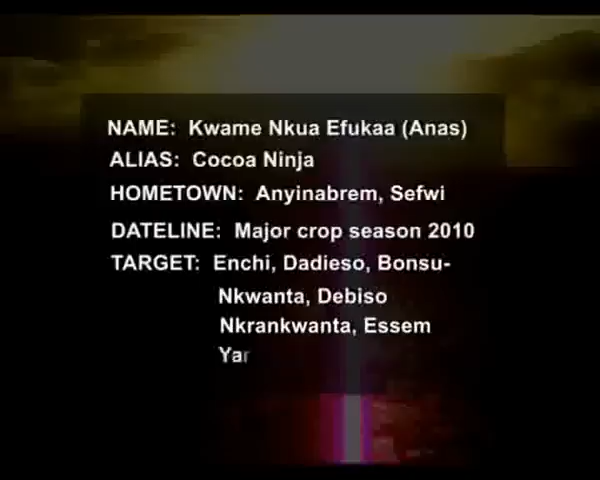 NAME: Kwame Nkua Efukaa (Anas)
ALIAS: Cocoa Ninja
HOMETOWN: Anyinabrem, Sefwi
DATELINE: Major crop season 2010
TARGET: Enchi, Dadieso, Bonsu-
Nkwanta, Debiso
Nkrankwanta, Essem
Yar